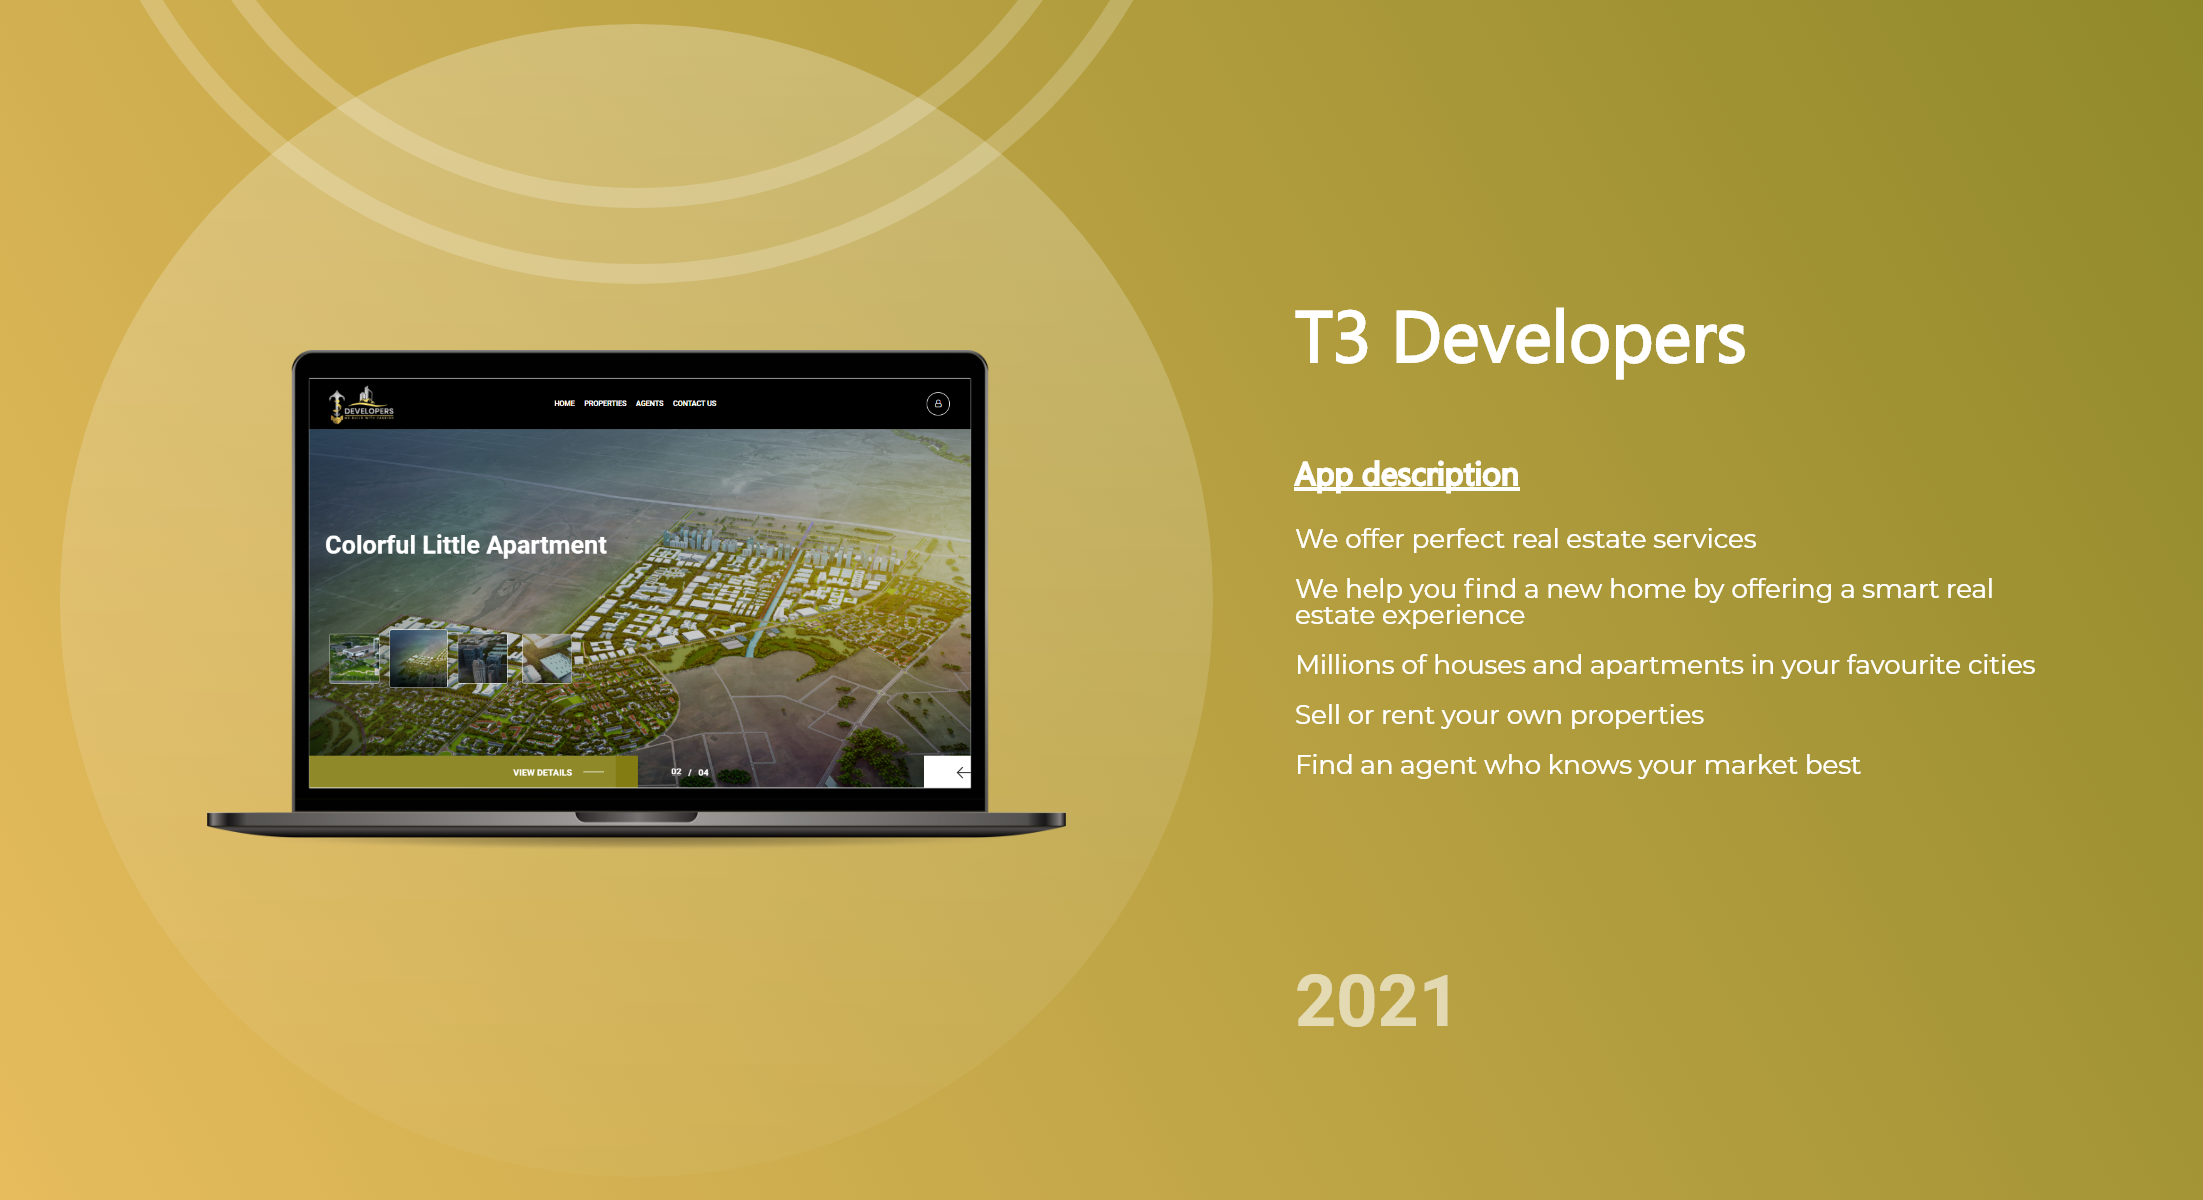 DEVELOPERS
HOME PROPERTIES AGENTS CONTACT US
Colorful Little Apartment
VIEW DETAILS
02 / 04
T3 Developers
App description
We offer perfect real estate services
We help you find a new home by offering a smart real
estate experience
Millions of houses and apartments in your favourite cities
Sell or rent your own properties
Find an agent who knows your market best
2021